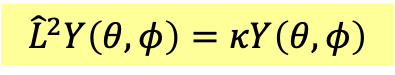 L̂²Y(θ, ϕ) = κY(θ, ϕ)